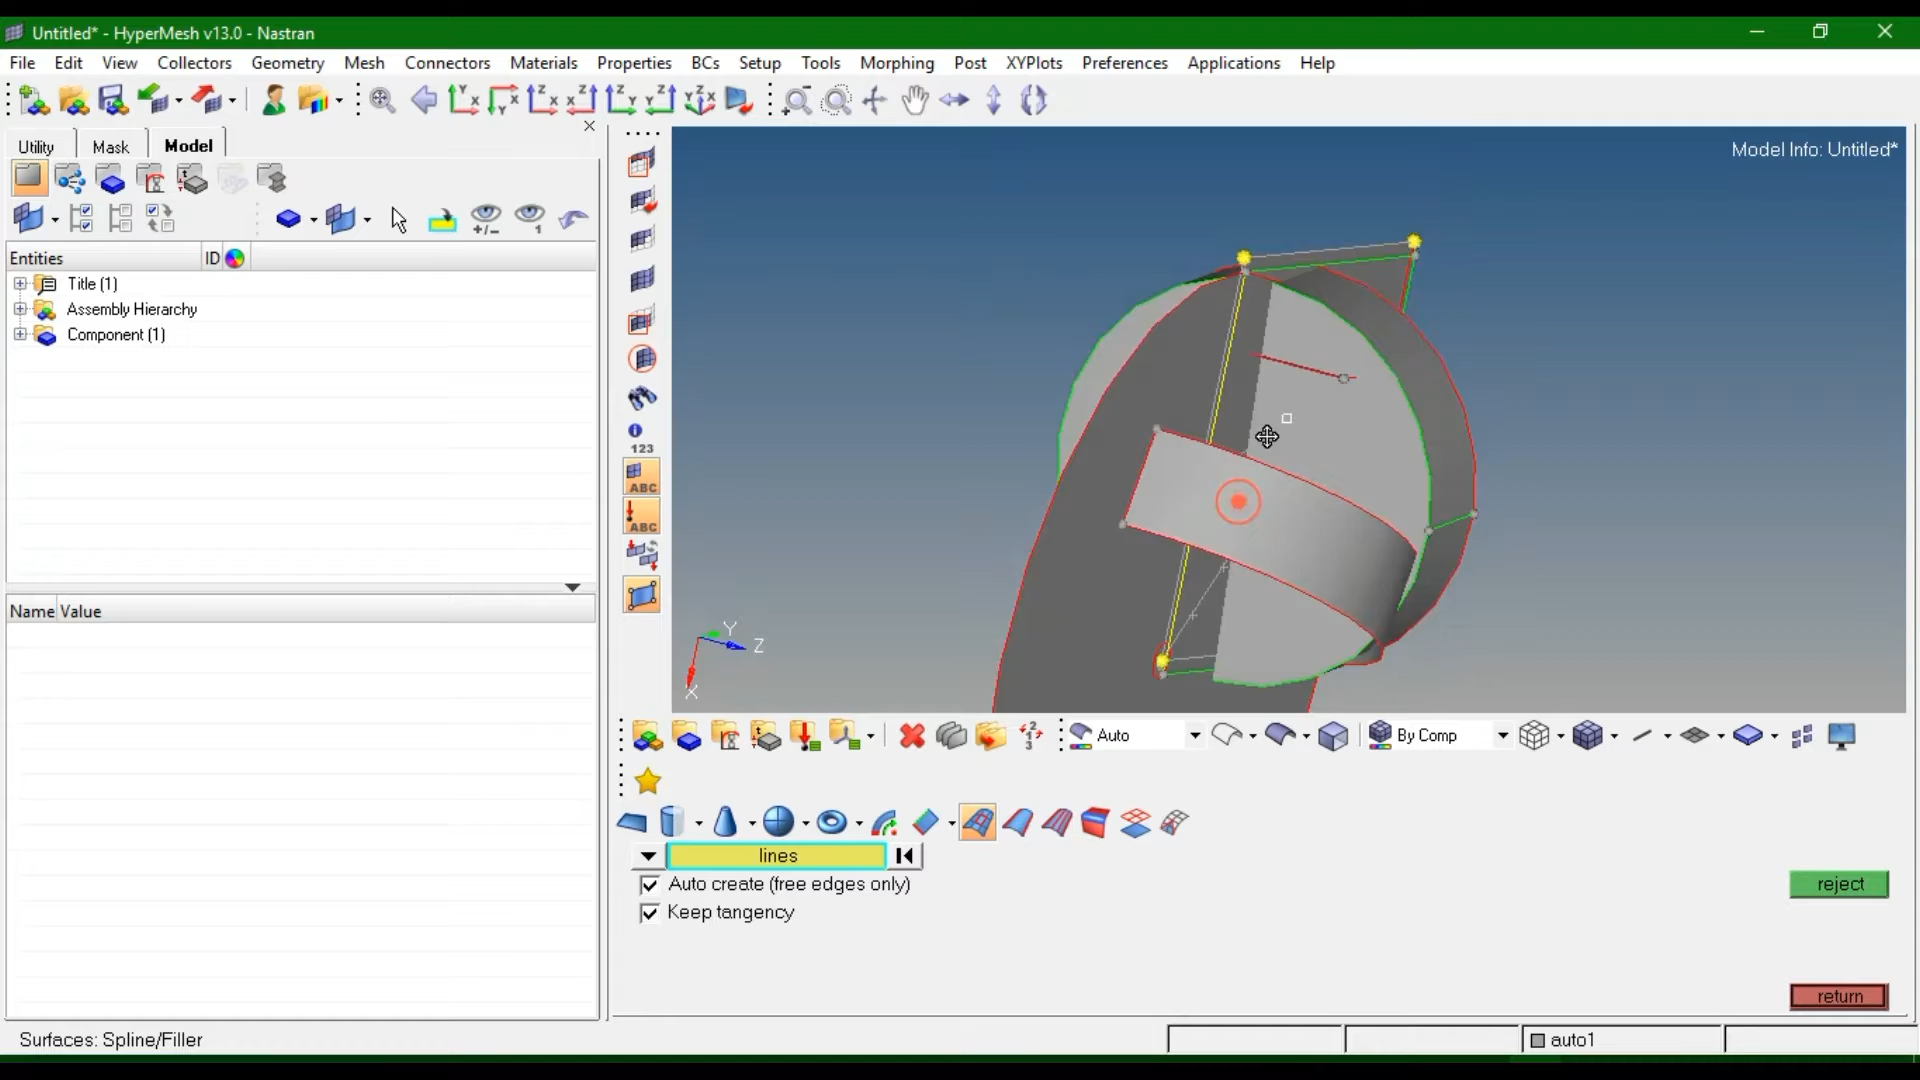 Untitled* - HyperMesh v13.0 - Nastran
File Edit View Collectors Geometry Mesh Connectors Materials Properties BCs Setup Tools Morphing Post XYPlots Preferences Applications Help
Utility Mask Model
Model Info: Untitled*
Entities ID
Title (1)
Assembly Hierarchy
Component (1)
123
ABC
ABC
Name Value
Y
Z
X
Auto
By Comp
lines
Auto create (free edges only)
reject
Keep tangency
return
Surfaces: Spline/Filler
auto1